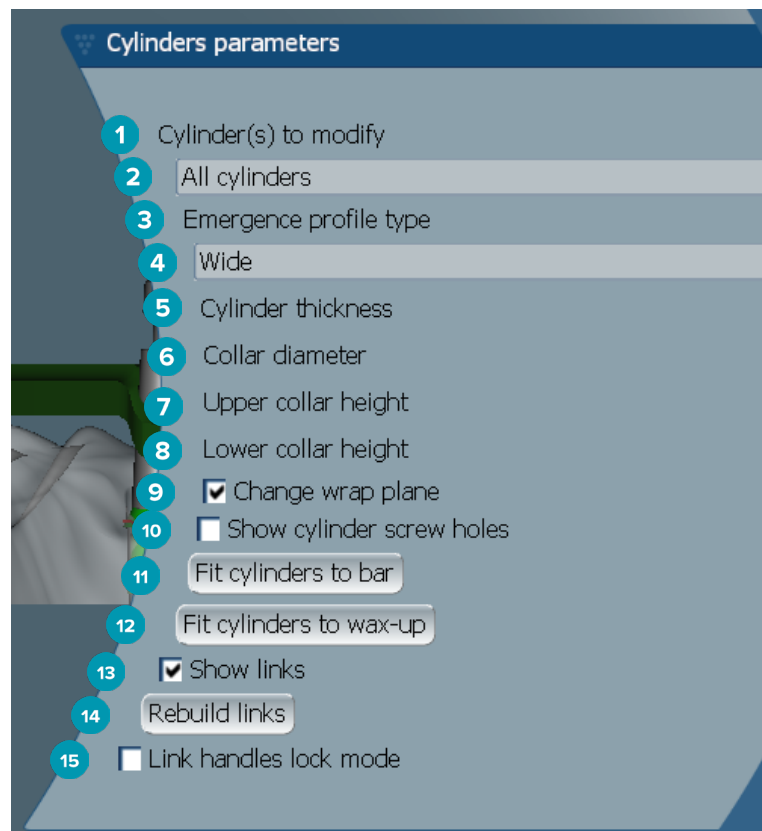 Cylinders parameters
1 Cylinder(s) to modify
2 All cylinders
3 Emergence profile type
4 Wide
5 Cylinder thickness
6 Collar diameter
7 Upper collar height
8 Lower collar height
9 Change wrap plane
10 Show cylinder screw holes
11 Fit cylinders to bar
12 Fit cylinders to wax-up
13 Show links
14 Rebuild links
15 Link handles lock mode